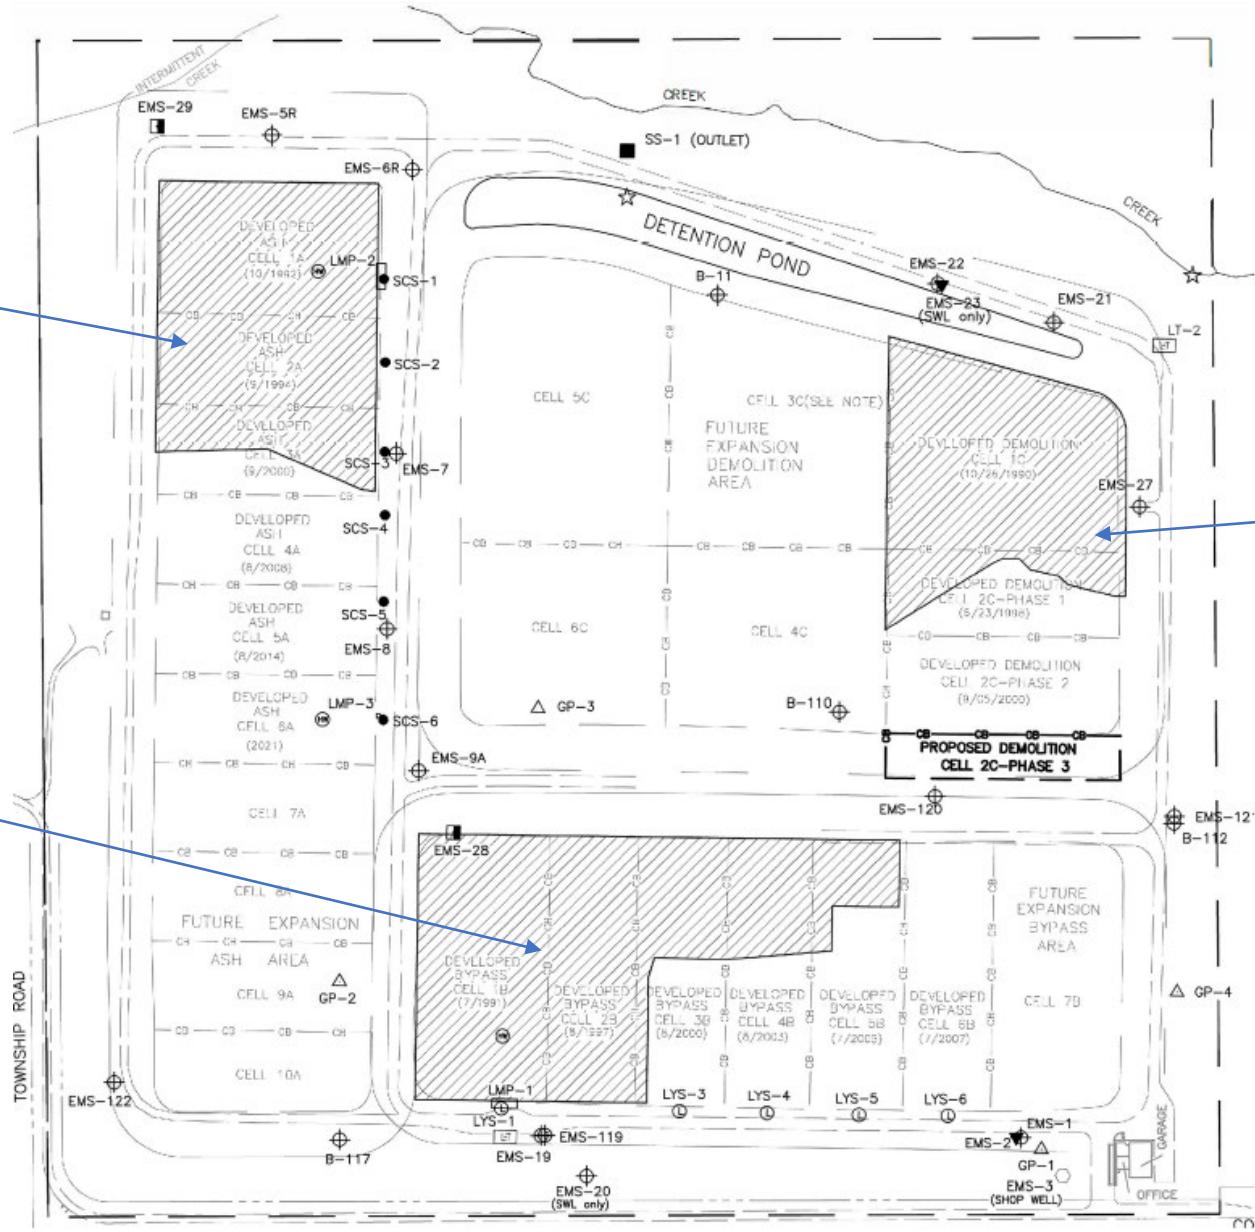 INTERMITTENT
CREEK
EMS-29
EMS-5R
EMS-6R
CREEK
SS-1 (OUTLET)
CREEK
DETENTION POND
EMS-22
EMS-23
(SWL only)
EMS-21
B-11
LT-2
DEVELOPED
ASH
CELL 1A
(10/1992)
LMP-2
SCS-1
DEVELOPED
ASH
CELL 2A
(9/1994)
SCS-2
DEVELOPED
ASH
CELL 3A
(9/2000)
SCS-3
EMS-7
CELL 5C
CELL 3C(SEE NOTE)
FUTURE
EXPANSION
DEMOLITION
AREA
DEVELOPED DEMOLITION
CELL 1C
(10/26/1990)
EMS-27
SCS-4
DEVELOPED
ASH
CELL 4A
(8/2008)
DEVELOPED
ASH
CELL 5A
(8/2014)
SCS-5
EMS-8
CELL 6C
CELL 4C
DEVELOPED DEMOLITION
CELL 2C-PHASE 1
(6/23/1998)
DEVELOPED DEMOLITION
CELL 2C-PHASE 2
(9/05/2000)
DEVELOPED
ASH
CELL 6A
(2021)
LMP-3
SCS-6
GP-3
B-110
PROPOSED DEMOLITION
CELL 2C-PHASE 3
EMS-9A
EMS-120
EMS-121
B-112
CELL 7A
EMS-28
CELL 8A
FUTURE EXPANSION
ASH AREA
FUTURE
EXPANSION
BYPASS
AREA
CELL 9A
GP-2
DEVELOPED
BYPASS
CELL 1B
(7/1991)
DEVELOPED
BYPASS
CELL 2B
(8/1997)
DEVELOPED
BYPASS
CELL 3B
(6/2000)
DEVELOPED
BYPASS
CELL 4B
(8/2003)
DEVELOPED
BYPASS
CELL 5B
DEVELOPED
BYPASS
CELL 6B
(7/2007)
CELL 7B
GP-4
TOWNSHIP ROAD
CELL 10A
EMS-122
LMP-1
LYS-1
LYS-3
LYS-4
LYS-5
LYS-6
B-117
EMS-19
EMS-119
EMS-20
(SWL only)
EMS-1
EMS-2
GP-1
EMS-3
(SHOP WELL)
GARAGE
OFFICE